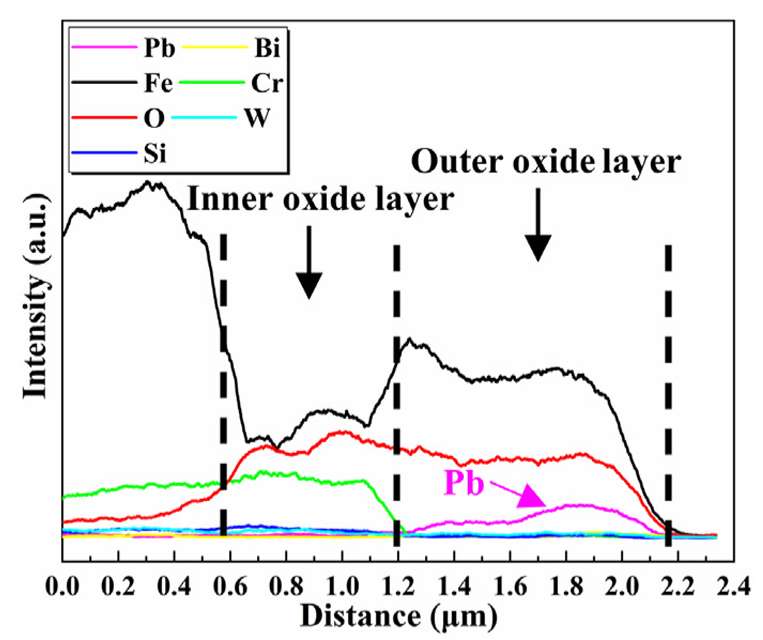 Pb Bi
Fe Cr
O W
Si
Outer oxide layer
Inner oxide layer
Pb
Intensity (a.u.)
0.0 0.2 0.4 0.6 0.8 1.0 1.2 1.4 1.6 1.8 2.0 2.2 2.4
Distance (μm)